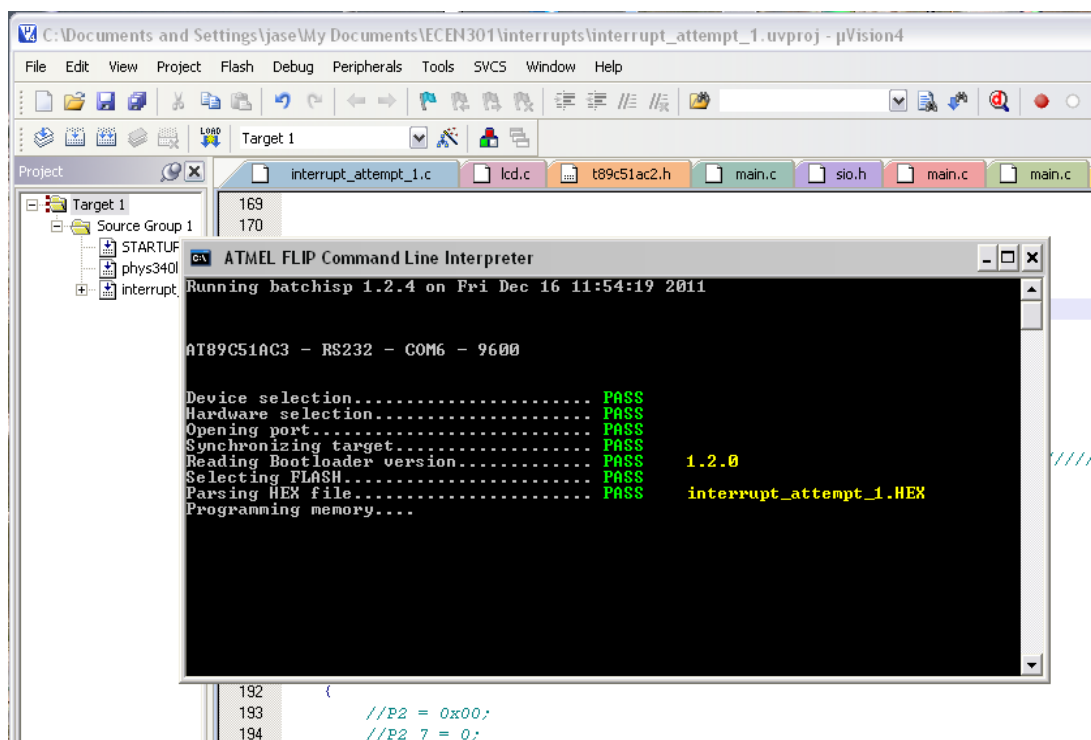 C:\Documents and Settings\jase\My Documents\ECEN301\interrupts\interrupt_attempt_1.uvproj - µVision4
File Edit View Project Flash Debug Peripherals Tools SVCS Window Help
LOAD Target 1
Project
interrupt_attempt_1.c lcd.c t89c51ac2.h main.c sio.h main.c main.c
Target 1
Source Group 1
STARTUF
phys340l
interrupt_
169
170
ATMEL FLIP Command Line Interpreter
Running batchisp 1.2.4 on Fri Dec 16 11:54:19 2011
AT89C51AC3 - RS232 - COM6 - 9600
Device selection....................... PASS
Hardware selection..................... PASS
Opening port........................... PASS
Synchronizing target................... PASS
Reading Bootloader version............. PASS 1.2.0
Selecting FLASH........................ PASS
Parsing HEX file....................... PASS interrupt_attempt_1.HEX
Programming memory....
////
192 {
193 //P2 = 0x00;
194 //P2_7 = 0;